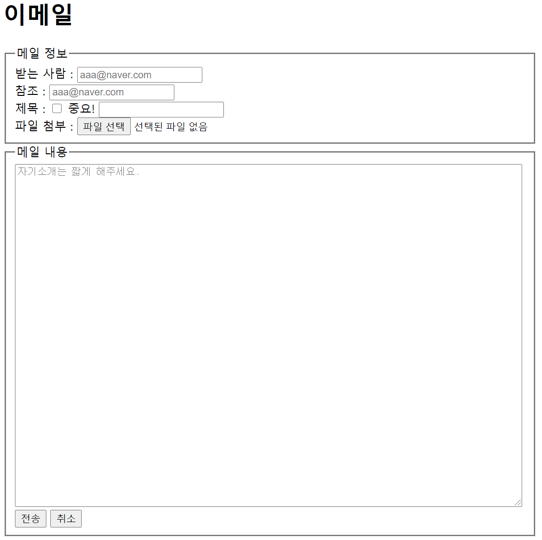 이메일
메일 정보
받는 사람 : aaa@naver.com
참조 : aaa@naver.com
제목 : 중요!
파일 첨부 : 파일 선택 선택된 파일 없음
메일 내용
자기소개는 짧게 해주세요.
전송 취소